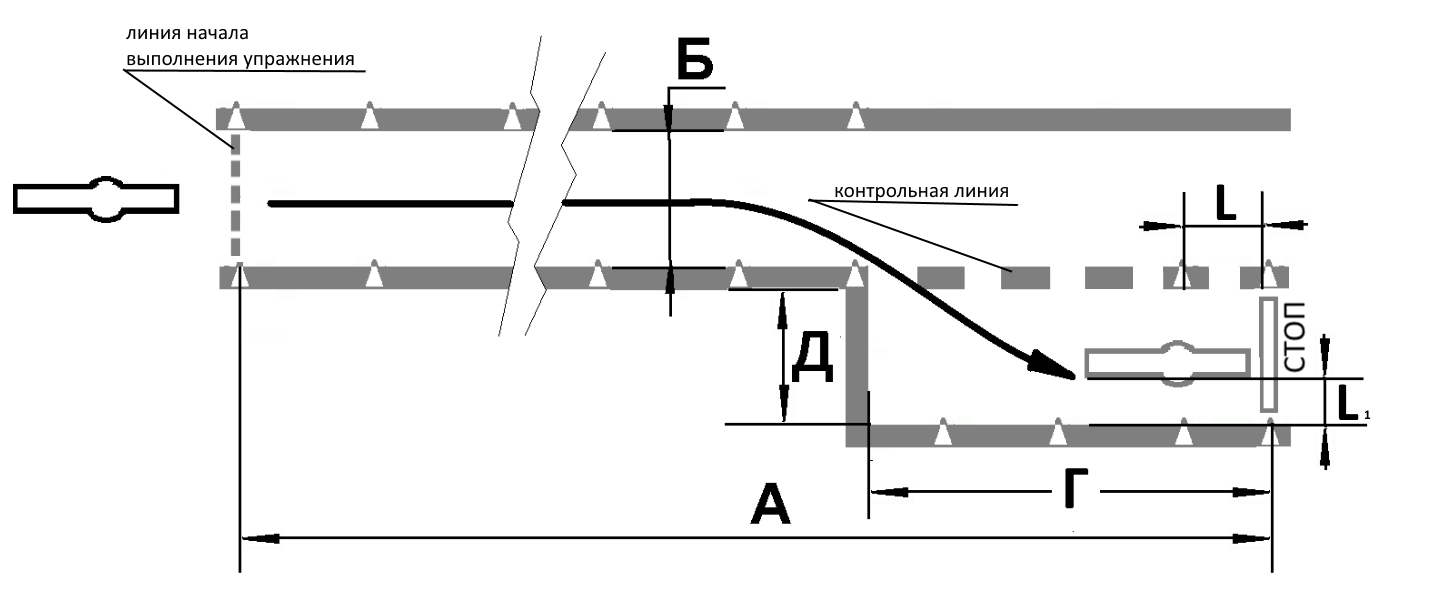 линия начала
выполнения упражнения
Б
контрольная линия
L
СТОП
Д
L₁
Г
А